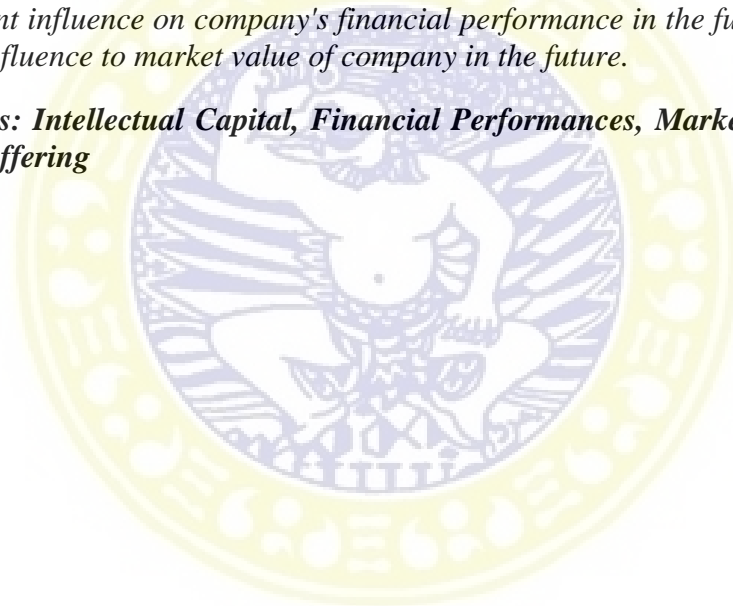 nt influence on company's financial performance in the fu
fluence to market value of company in the future.
s: Intellectual Capital, Financial Performances, Marke
ffering